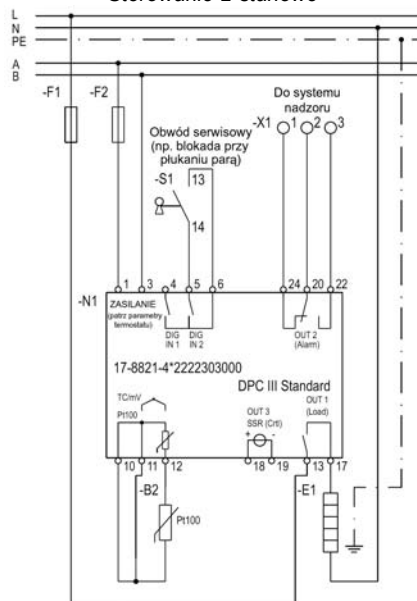 Sterowanie 2-stanowe
L
N
PE
A
B
-F1
-F2
Do systemu
nadzoru
-X1 1 2 3
Obwód serwisowy
(np. blokada przy
płukaniu parą)
-S1 13
14
1 3 4 5 6 24 20 22
-N1
ZASILANIE
(patrz parametry
termostatu)
DIG
IN 1
DIG
IN 2
OUT 2
(Alarm)
17-8821-4*2222303000
DPC III Standard
TC/mV
Pt100
OUT 3
SSR (Crtl)
+ -
OUT 1
(Load)
10 11 12 18 19 13 17
-B2
-E1
Pt100